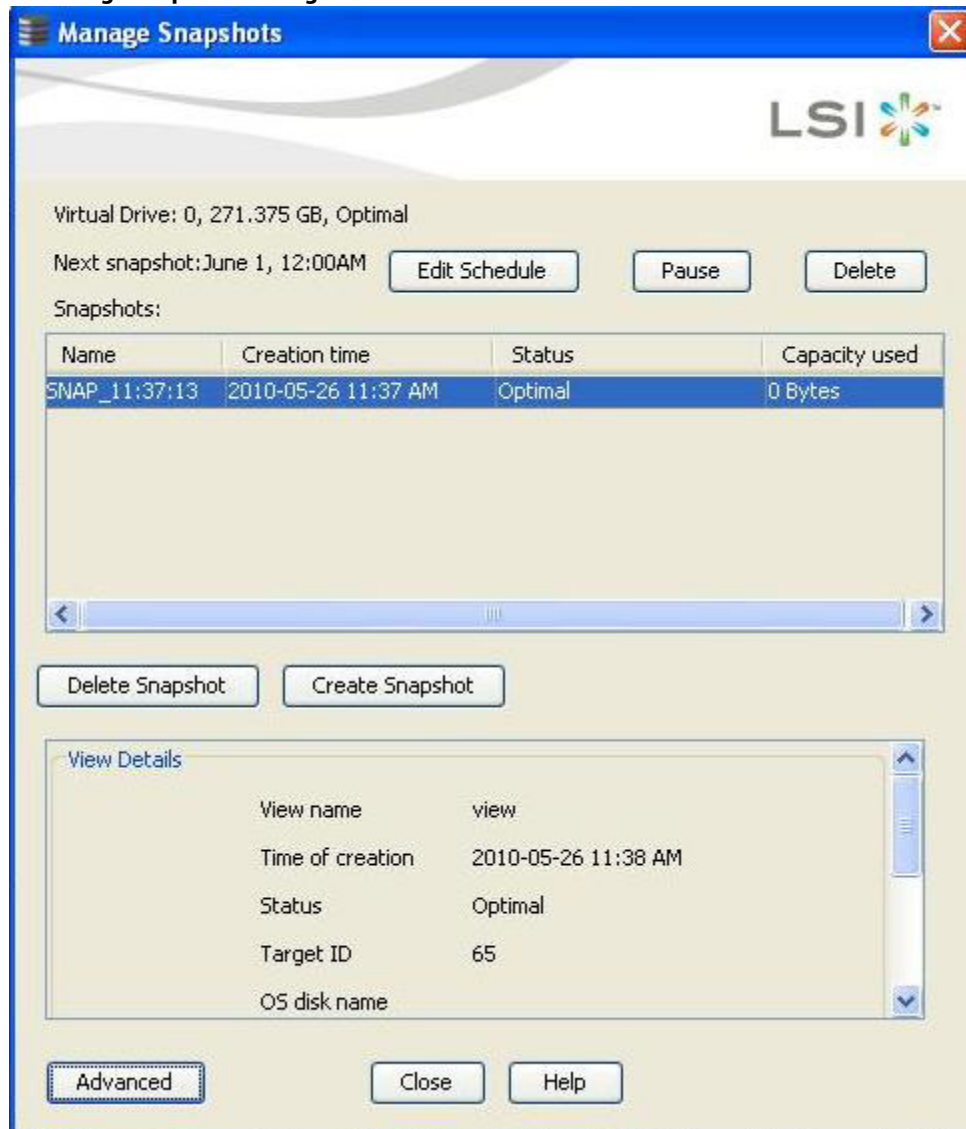 Manage Snapshots
LSI
Virtual Drive: 0, 271.375 GB, Optimal
Next snapshot:June 1, 12:00AM Edit Schedule Pause Delete
Snapshots:
Name Creation time Status Capacity used
SNAP_11:37:13 2010-05-26 11:37 AM Optimal 0 Bytes
Delete Snapshot Create Snapshot
View Details
View name view
Time of creation 2010-05-26 11:38 AM
Status Optimal
Target ID 65
OS disk name
Advanced Close Help